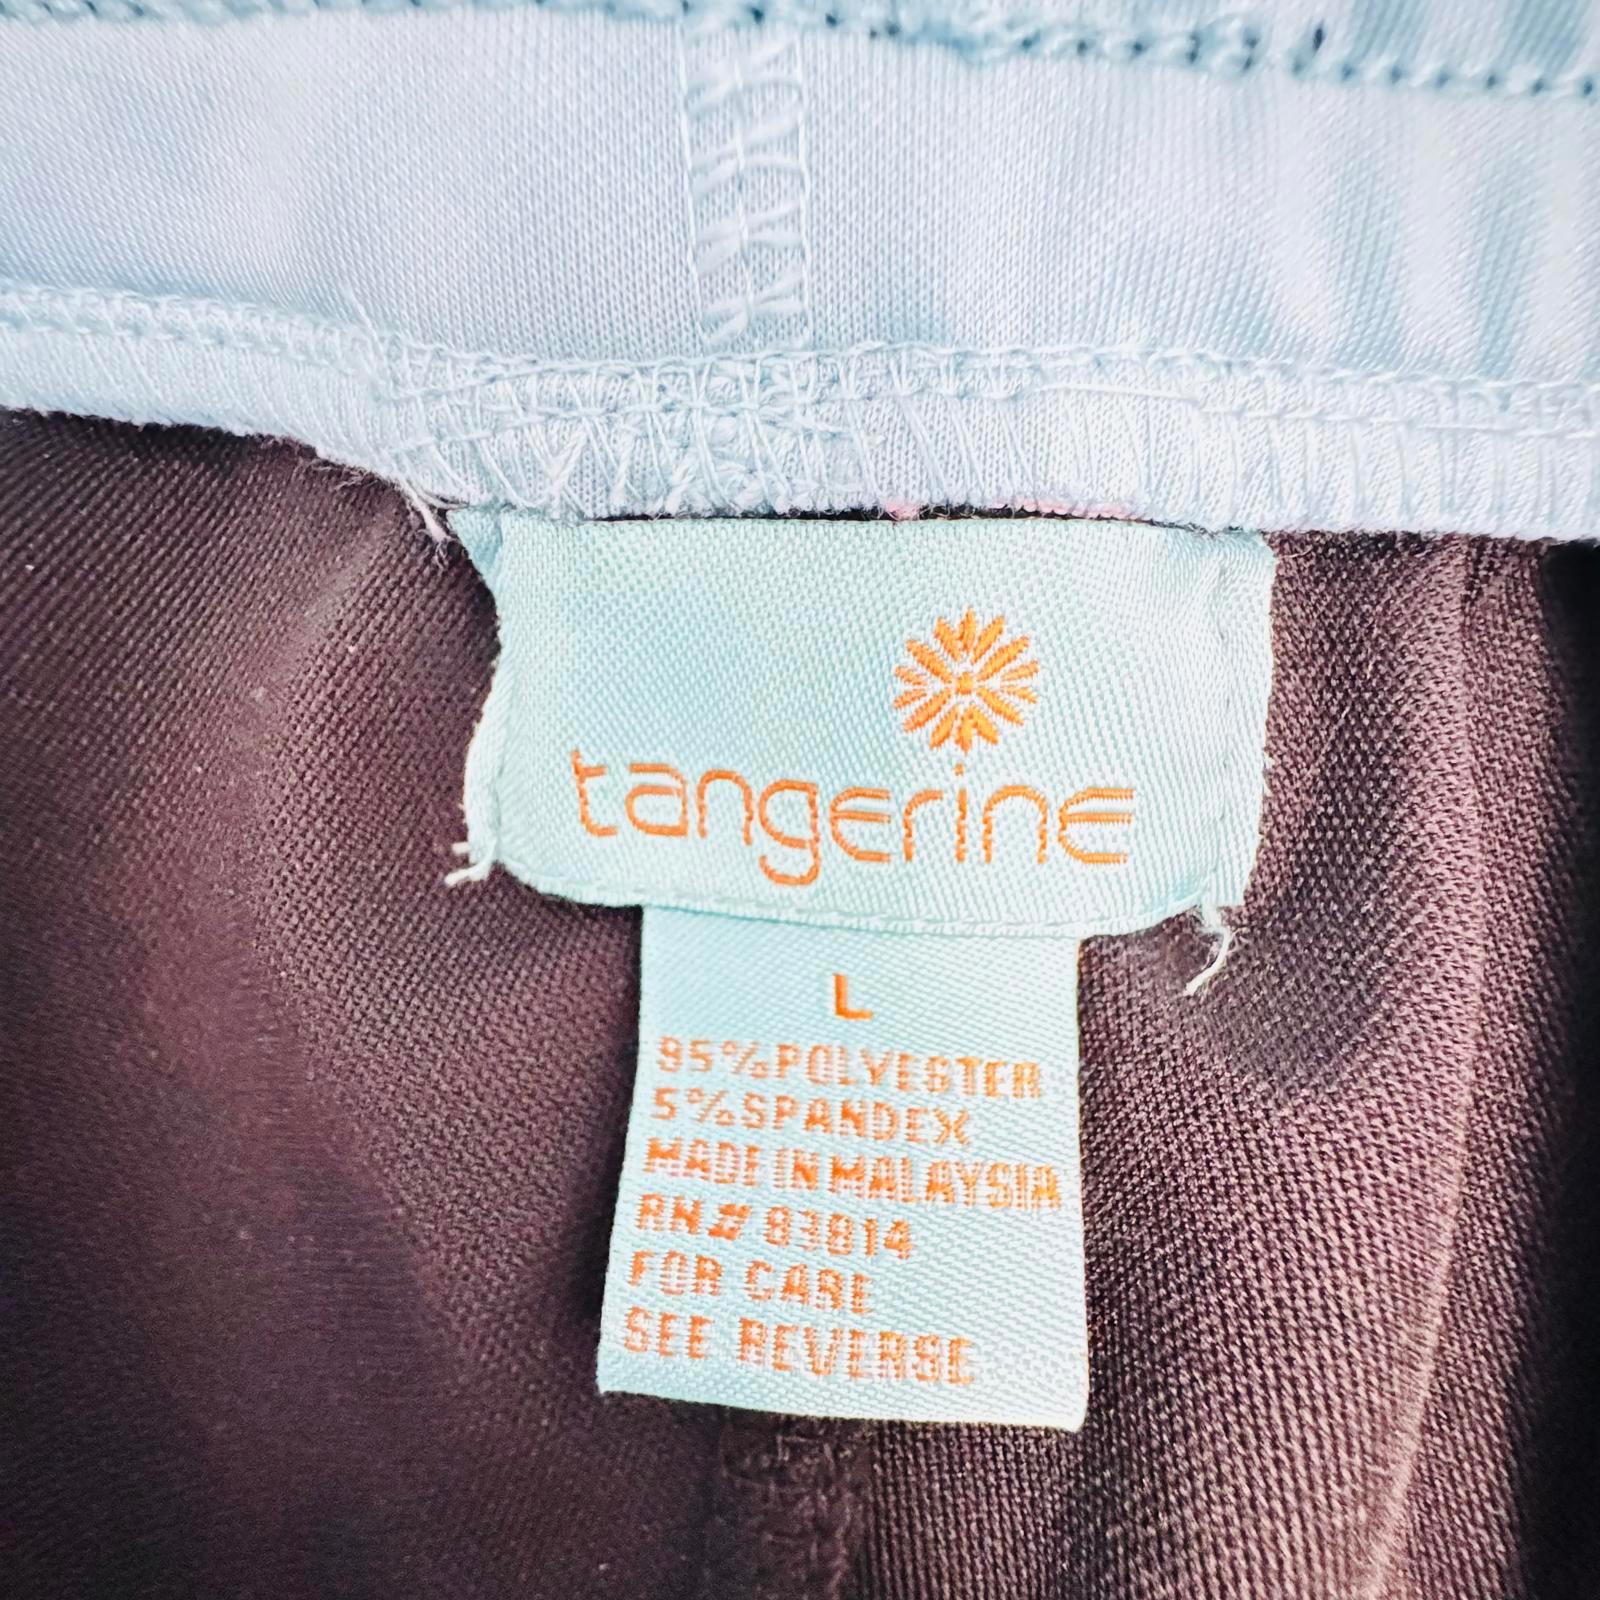 tangerine
L
95%POLYESTER
5%SPANDEX
MADE IN MALAYSIA
RN# 83814
FOR CARE
SEE REVERSE